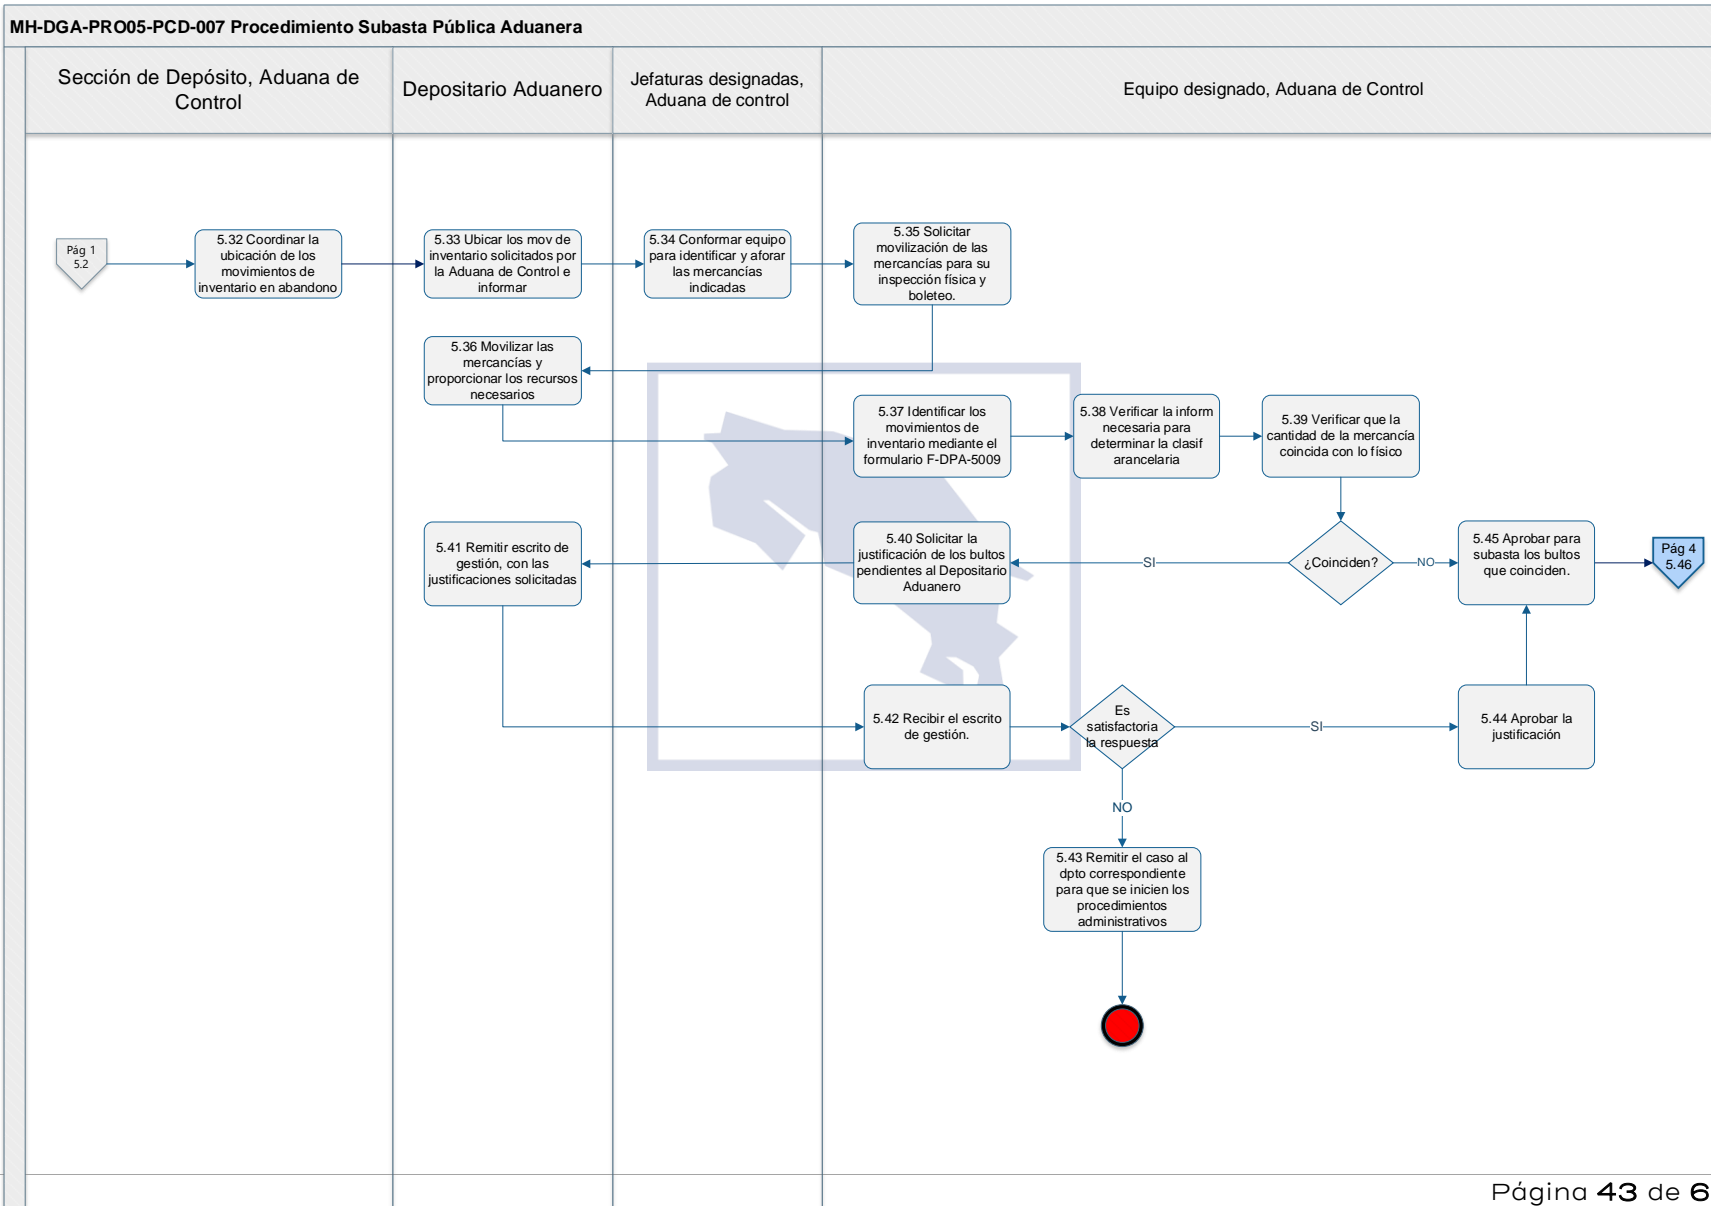 MH-DGA-PRO05-PCD-007 Procedimiento Subasta Pública Aduanera
Sección de Depósito, Aduana de
Control
Depositario Aduanero
Jefaturas designadas,
Aduana de control
Equipo designado, Aduana de Control
Pág 1
5.2
5.32 Coordinar la
ubicación de los
movimientos de
inventario en abandono
5.33 Ubicar los mov de
inventario solicitados por
la Aduana de Control e
informar
5.34 Conformar equipo
para identificar y aforar
las mercancías
indicadas
5.35 Solicitar
movilización de las
mercancías para su
inspección física y
boleteo.
5.36 Movilizar las
mercancías y
proporcionar los recursos
necesarios
5.37 Identificar los
movimientos de
inventario mediante el
formulario F-DPA-5009
5.38 Verificar la inform
necesaria para
determinar la clasif
arancelaria
5.39 Verificar que la
cantidad de la mercancía
coincida con lo físico
5.41 Remitir escrito de
gestión, con las
justificaciones solicitadas
5.40 Solicitar la
justificación de los bultos
pendientes al Depositario
Aduanero
SI
¿Coinciden?
NO
5.45 Aprobar para
subasta los bultos
que coinciden.
Pág 4
5.46
5.42 Recibir el escrito
de gestión.
Es
satisfactoria
la respuesta
SI
5.44 Aprobar la
justificación
NO
5.43 Remitir el caso al
dpto correspondiente
para que se inicien los
procedimientos
administrativos
Página 43 de 6